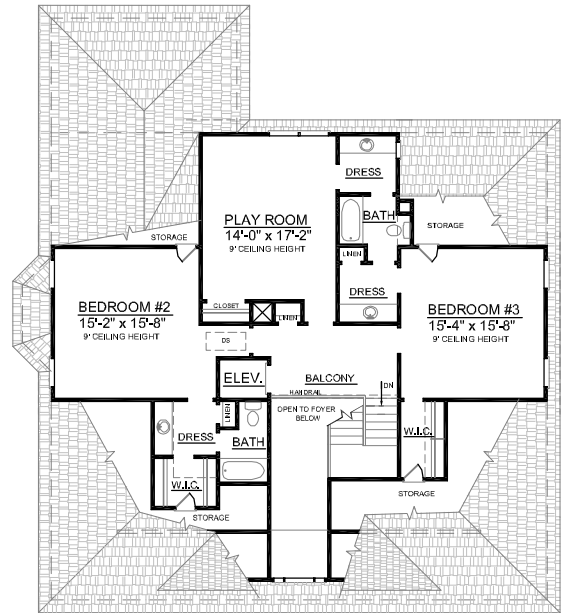 DRESS
PLAY ROOM
14'-0" x 17'-2"
9' CEILING HEIGHT
BATH
STORAGE
STORAGE
LINEN
DRESS
BEDROOM #2
15'-2" x 15'-8"
9' CEILING HEIGHT
CLOSET
LINEN
BEDROOM #3
15'-4" x 15'-8"
9' CEILING HEIGHT
DS
ELEV.
BALCONY
HANDRAIL
DN
OPEN TO FOYER
BELOW
LINEN
DRESS
BATH
W.I.C.
W.I.C.
STORAGE
STORAGE